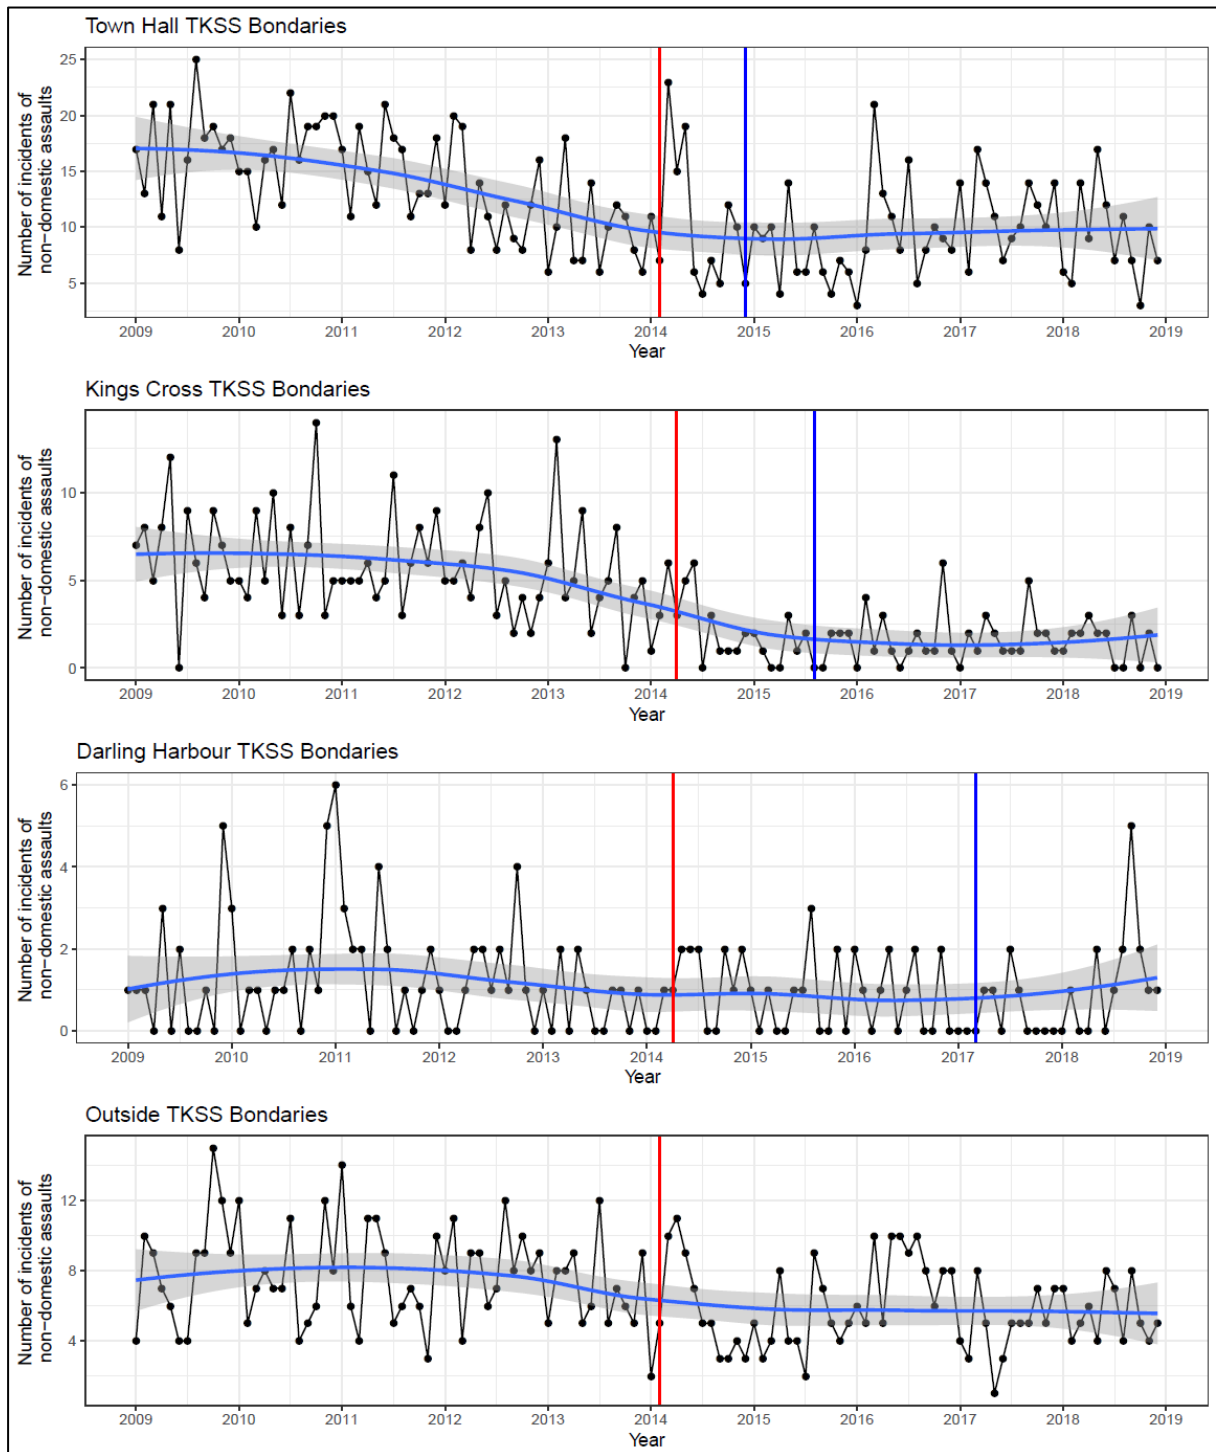 Town Hall TKSS Bondaries
Number of incidents of
non−domestic assaults
25
20
15
10
5
2009 2010 2011 2012 2013 2014 2015 2016 2017 2018 2019
Year
Kings Cross TKSS Bondaries
Number of incidents of
non−domestic assaults
10
5
0
2009 2010 2011 2012 2013 2014 2015 2016 2017 2018 2019
Year
Darling Harbour TKSS Bondaries
Number of incidents of
non−domestic assaults
6
4
2
0
2009 2010 2011 2012 2013 2014 2015 2016 2017 2018 2019
Year
Outside TKSS Bondaries
Number of incidents of
non−domestic assaults
12
8
4
2009 2010 2011 2012 2013 2014 2015 2016 2017 2018 2019
Year